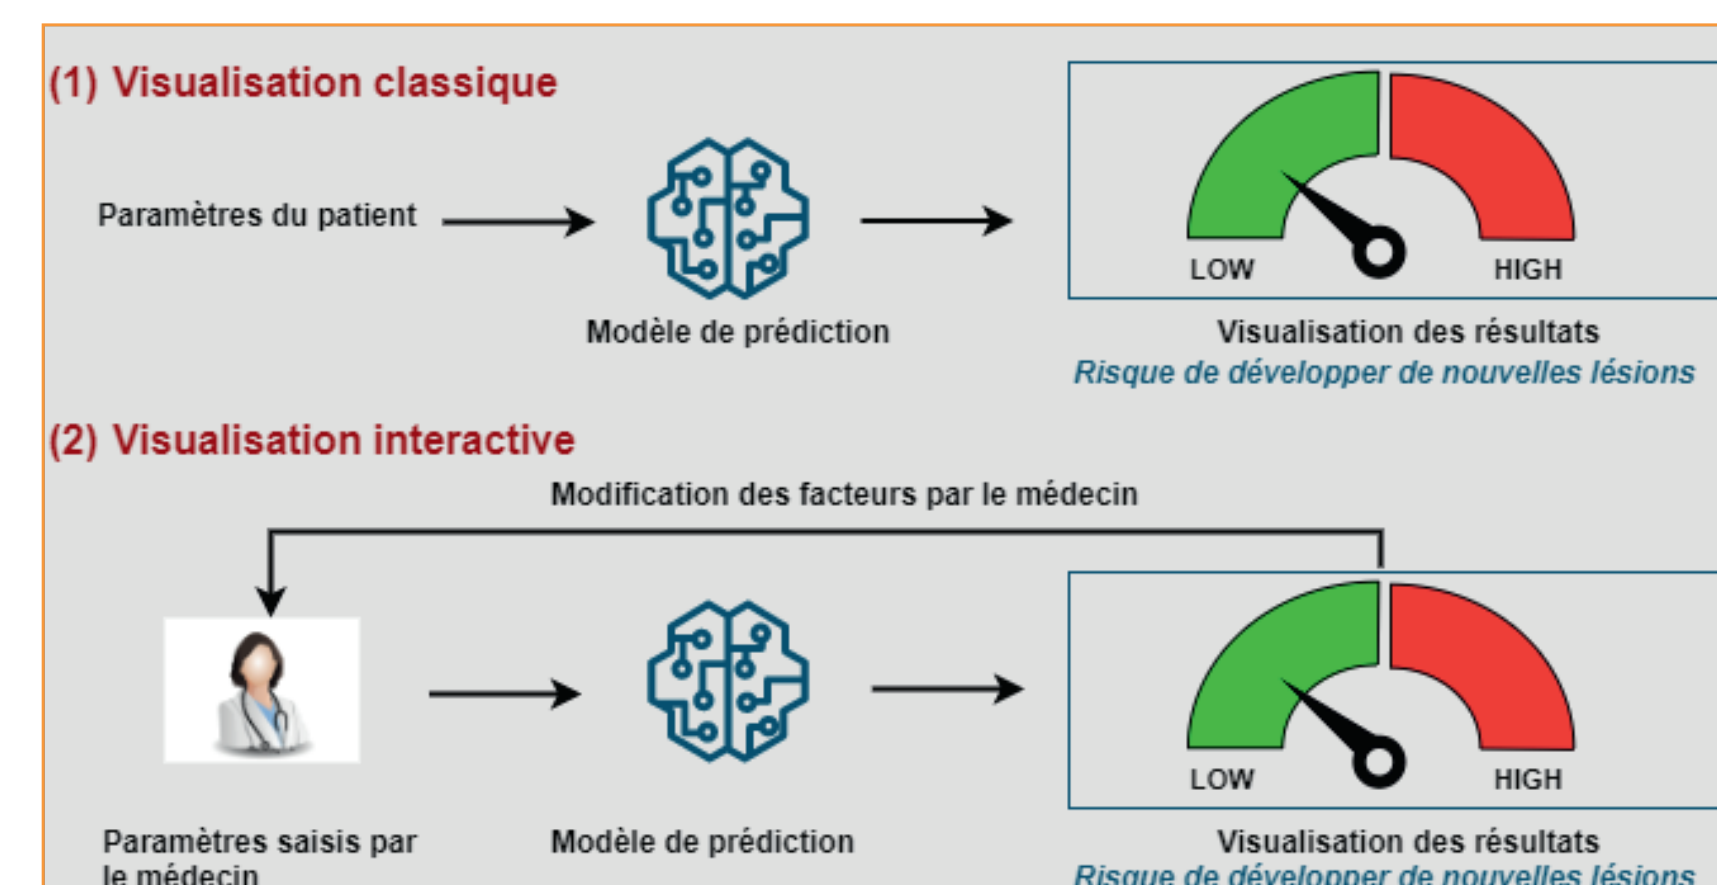 (1) Visualisation classique
Paramètres du patient
LOW
HIGH
Modèle de prédiction
Visualisation des résultats
Risque de développer de nouvelles lésions
(2) Visualisation interactive
Modification des facteurs par le médecin
LOW
HIGH
Paramètres saisis par
le médecin
Modèle de prédiction
Visualisation des résultats
Risque de développer de nouvelles lésions